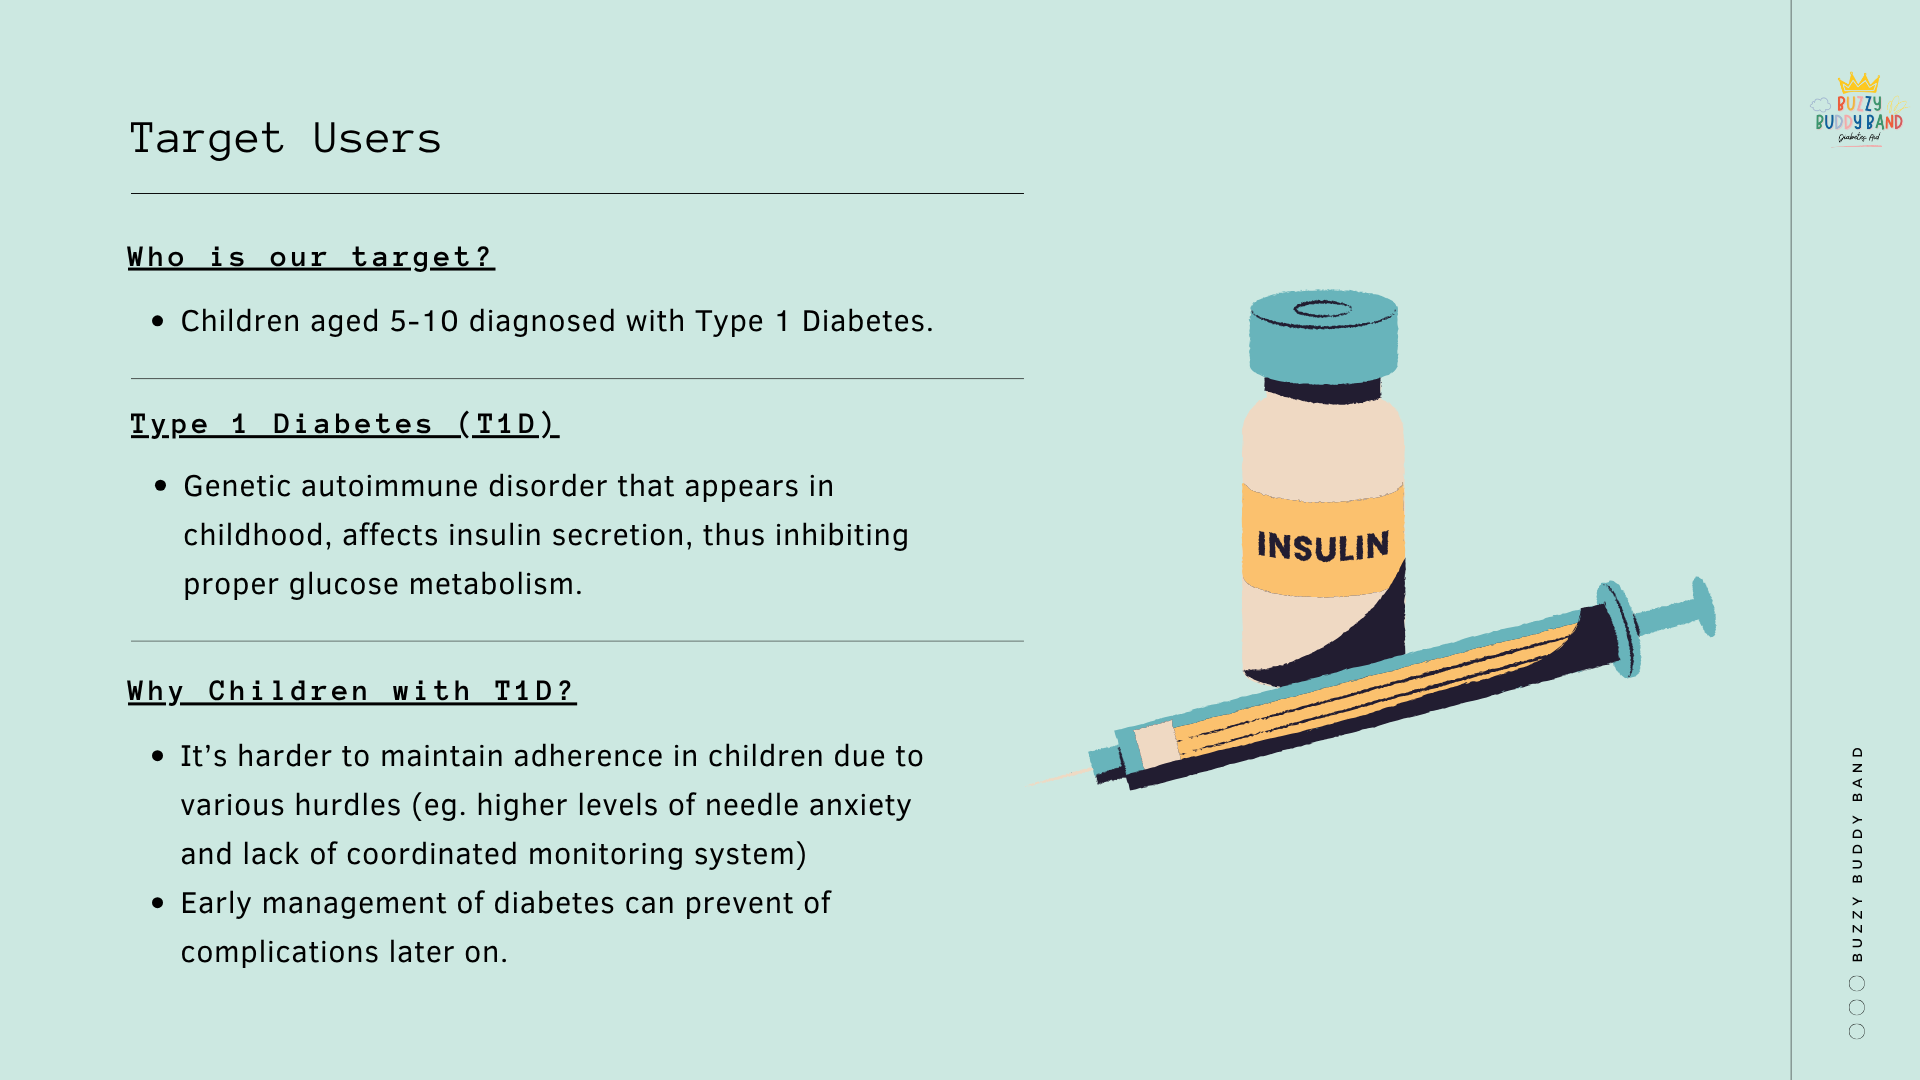 Target Users
Who is our target?
• Children aged 5-10 diagnosed with Type 1 Diabetes.
Type 1 Diabetes (T1D)
• Genetic autoimmune disorder that appears in
childhood, affects insulin secretion, thus inhibiting
proper glucose metabolism.
Why Children with T1D?
• It’s harder to maintain adherence in children due to
various hurdles (eg. higher levels of needle anxiety
and lack of coordinated monitoring system)
• Early management of diabetes can prevent of
complications later on.
INSULIN
BUZZY
BUDDY BAND
Diabetes Aid
BUZZY BUDDY BAND